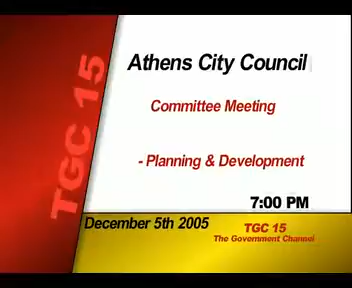 TGC 15
Athens City Council
Committee Meeting
- Planning & Development
7:00 PM
December 5th 2005
TGC 15
The Government Channel